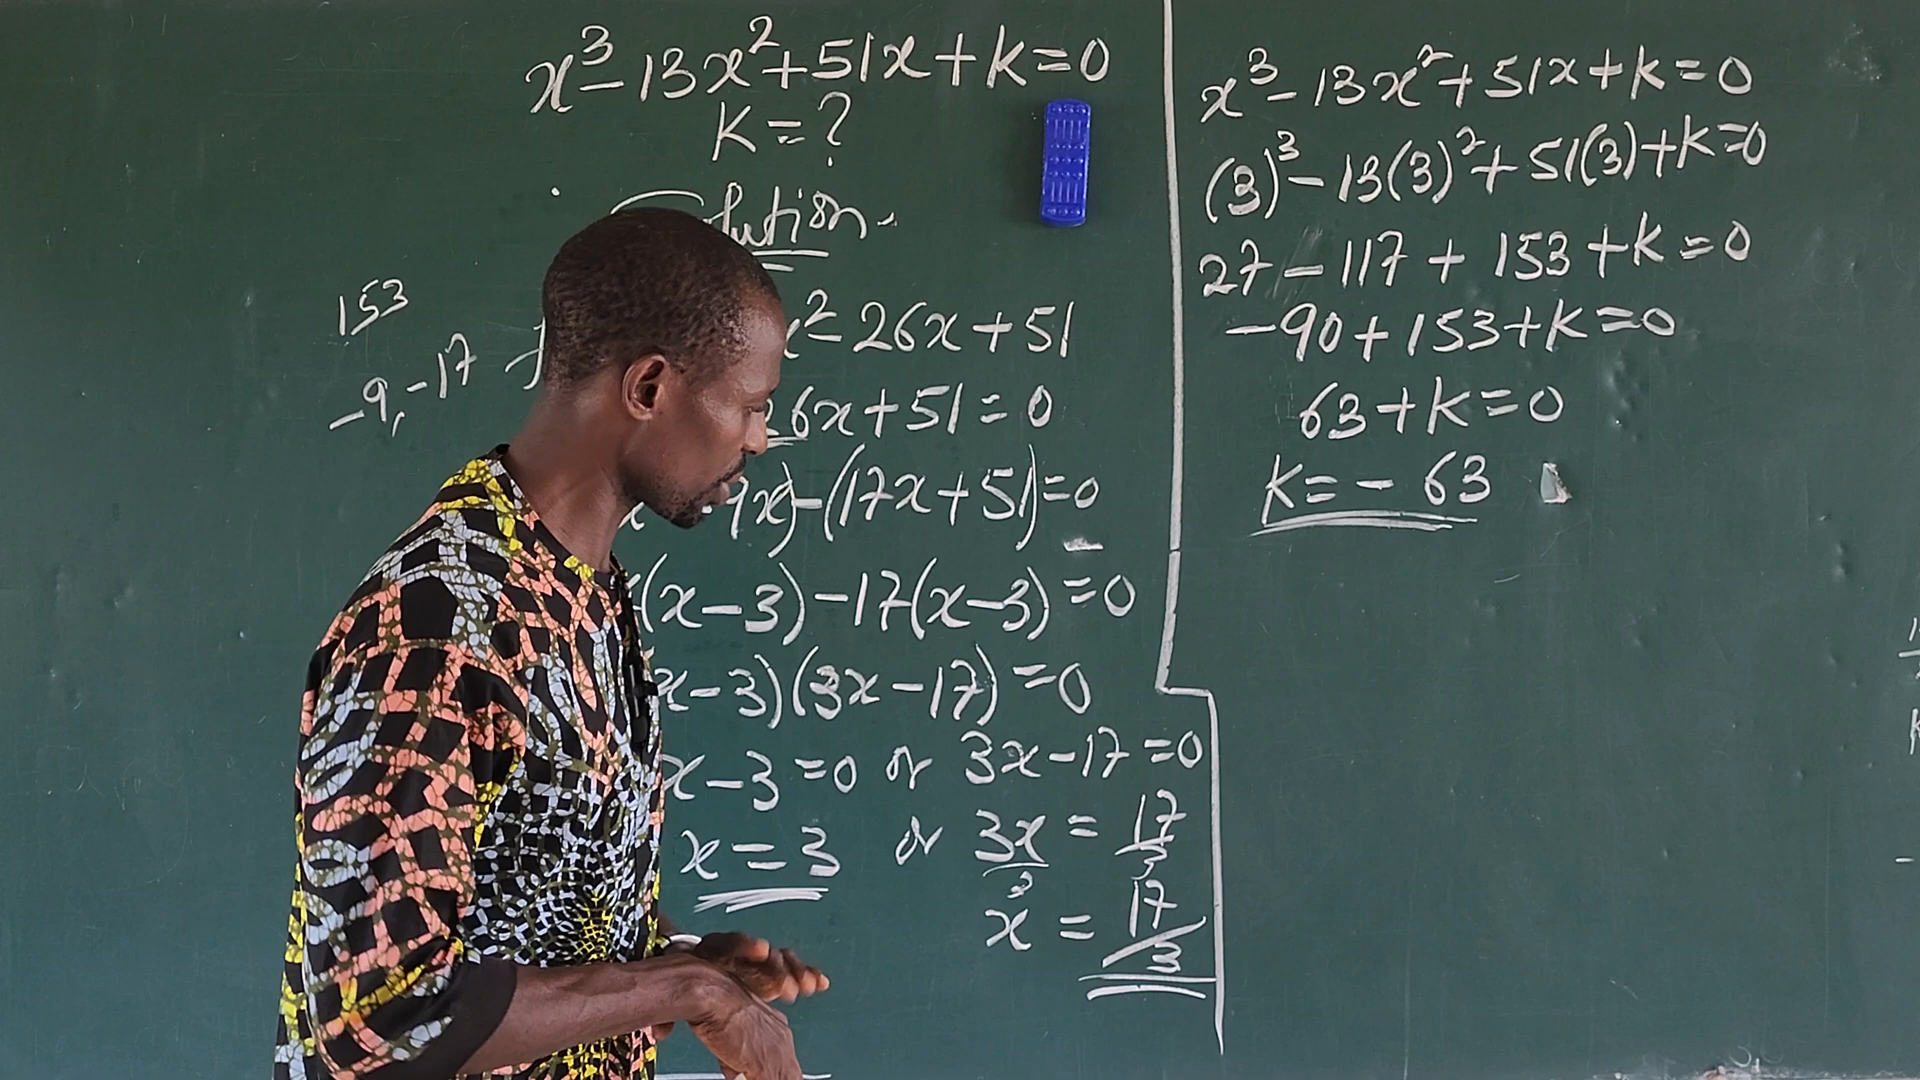 x³-13x²+51x+k=0
K=?
153
-9,-17
x²-26x+51
26x+51=0
9x)-(17x+51)=0
(x-3)-17(x-3)=0
x-3)(3x-17)=0
x-3=0 or 3x-17=0
x=3 or 3x/3=17/3
x=17/3
x³-13x²+51x+k=0
(3)³-13(3)²+51(3)+k=0
27-117+153+k=0
-90+153+k=0
63+k=0
k=-63